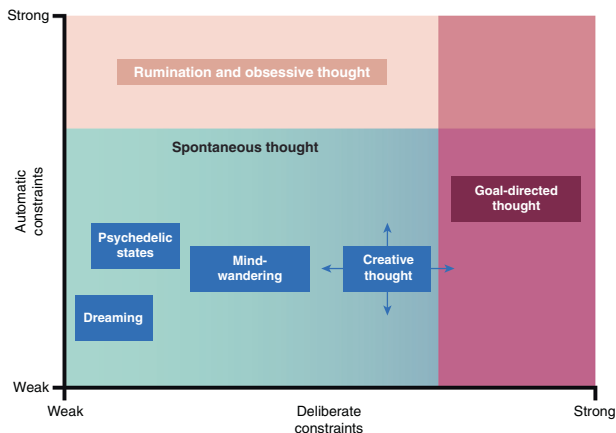 Strong
Rumination and obsessive thought
Spontaneous thought
Automatic
constraints
Goal-directed
thought
Psychedelic
states
Mind-
wandering
Creative
thought
Dreaming
Weak
Weak
Deliberate
constraints
Strong